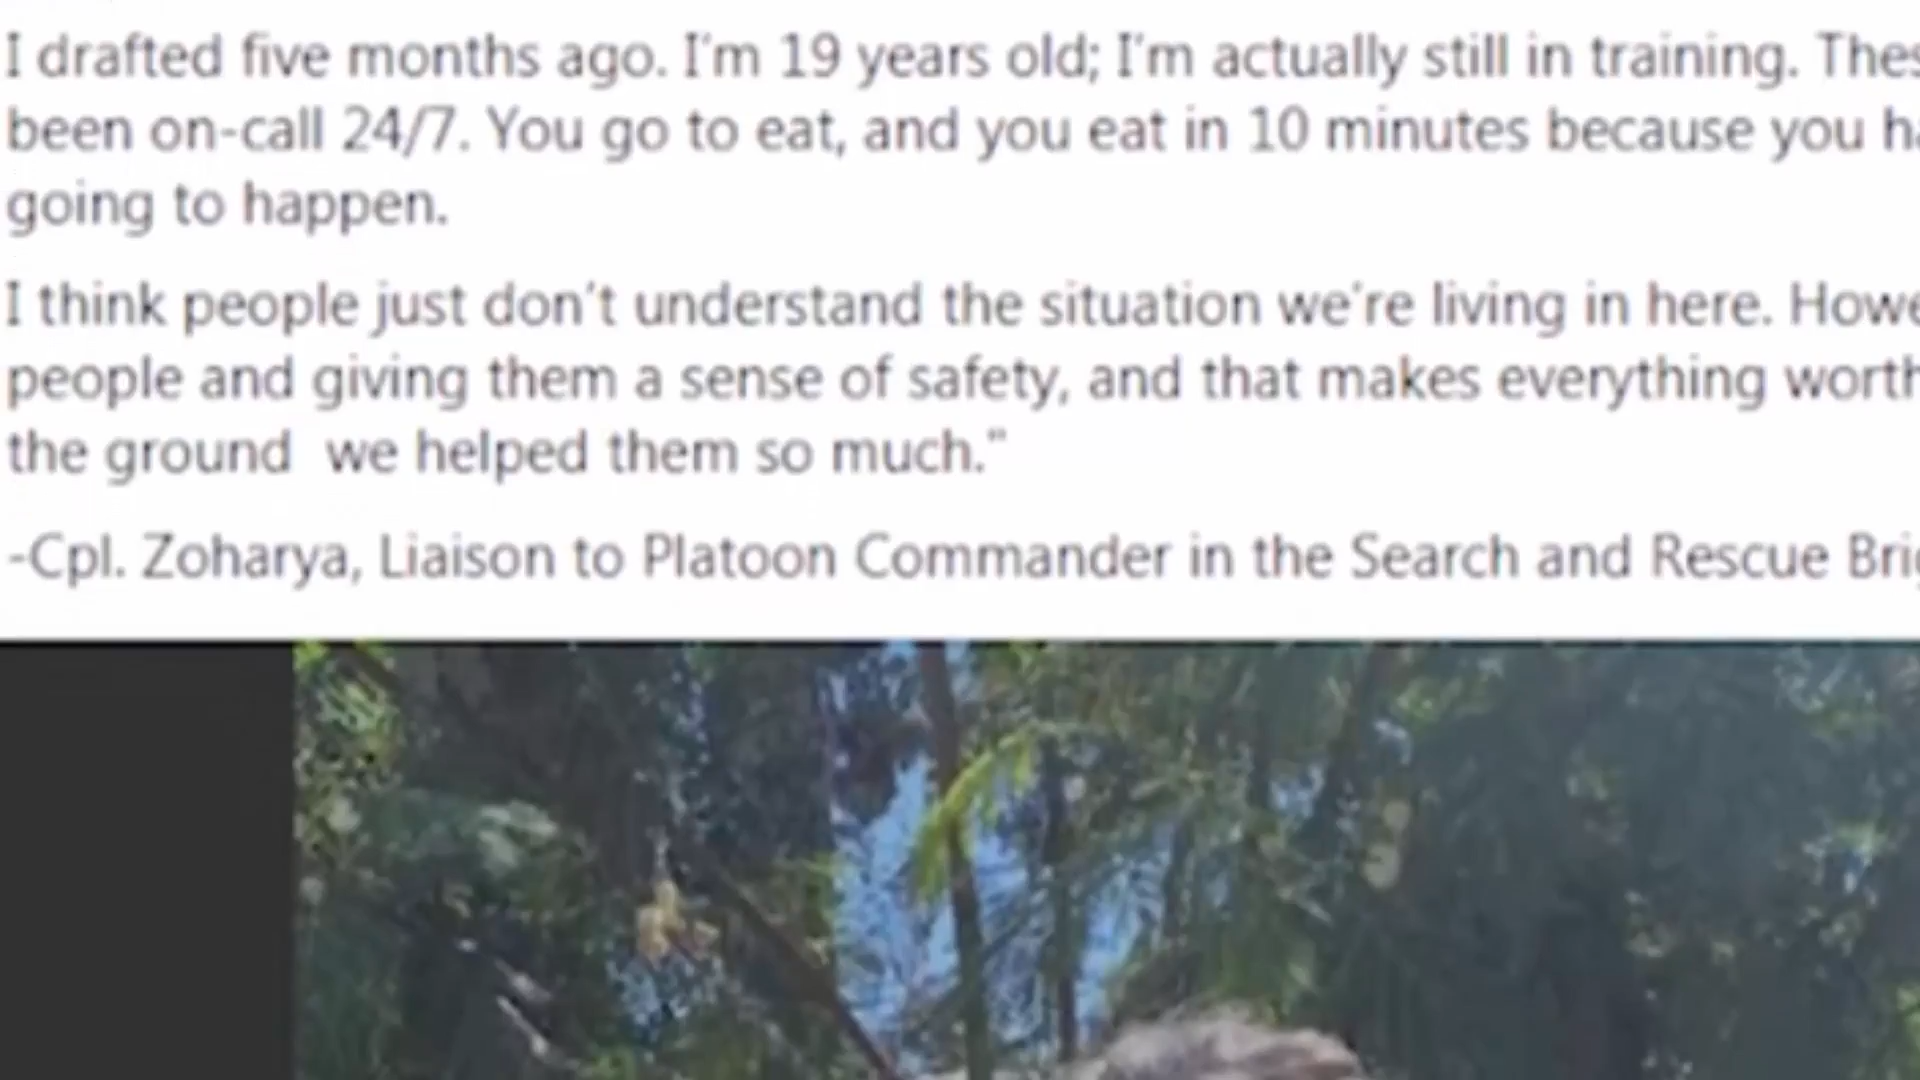 I drafted five months ago. I'm 19 years old; I'm actually still in training.
been on-call 24/7. You go to eat, and you eat in 10 minutes because you
going to happen.
I think people just don't understand the situation we're living in here.
people and giving them a sense of safety, and that makes everything worth
the ground we helped them so much."
-Cpl. Zoharya, Liaison to Platoon Commander in the Search and Rescue